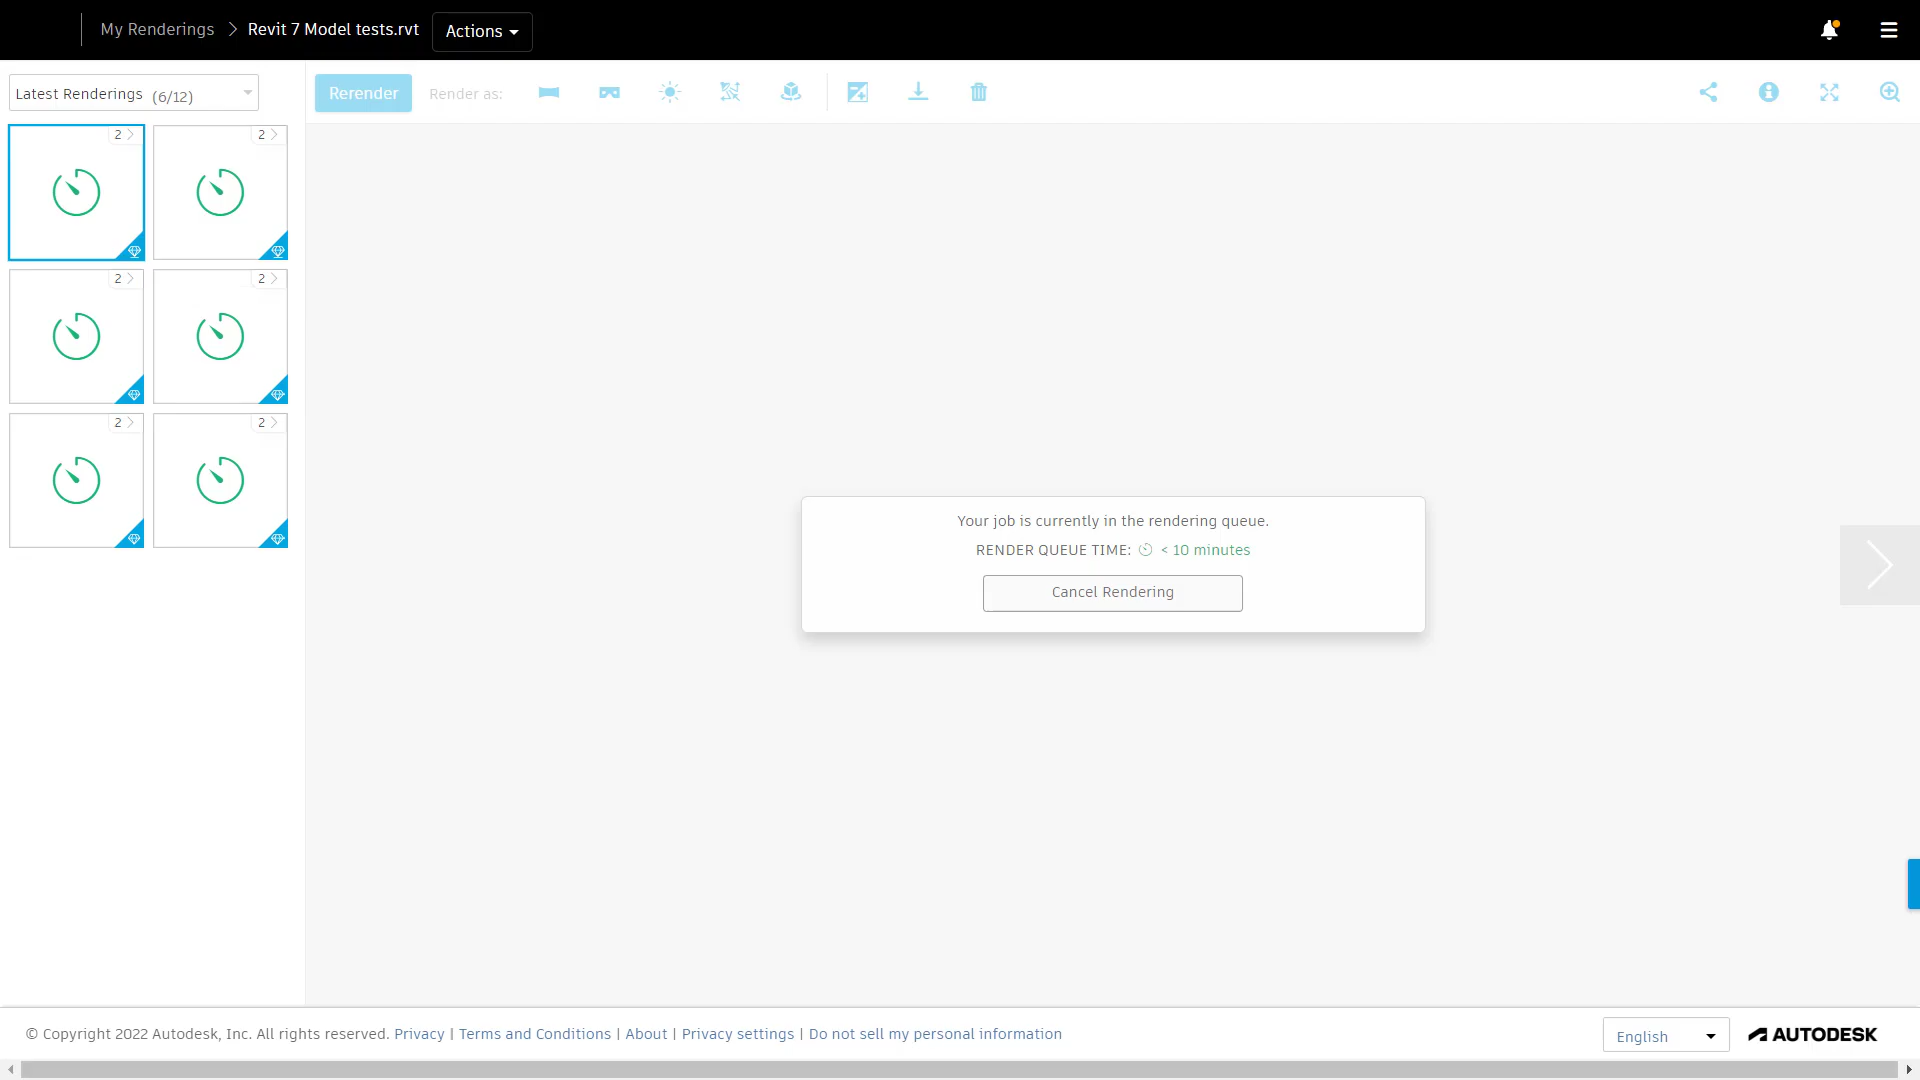 My Renderings > Revit 7 Model tests.rvt Actions
Latest Renderings (6/12)
Rerender Render as:
2 2
2 2
2 2
Your job is currently in the rendering queue.
RENDER QUEUE TIME: < 10 minutes
Cancel Rendering
© Copyright 2022 Autodesk, Inc. All rights reserved. Privacy | Terms and Conditions | About | Privacy settings | Do not sell my personal information
English AUTODESK